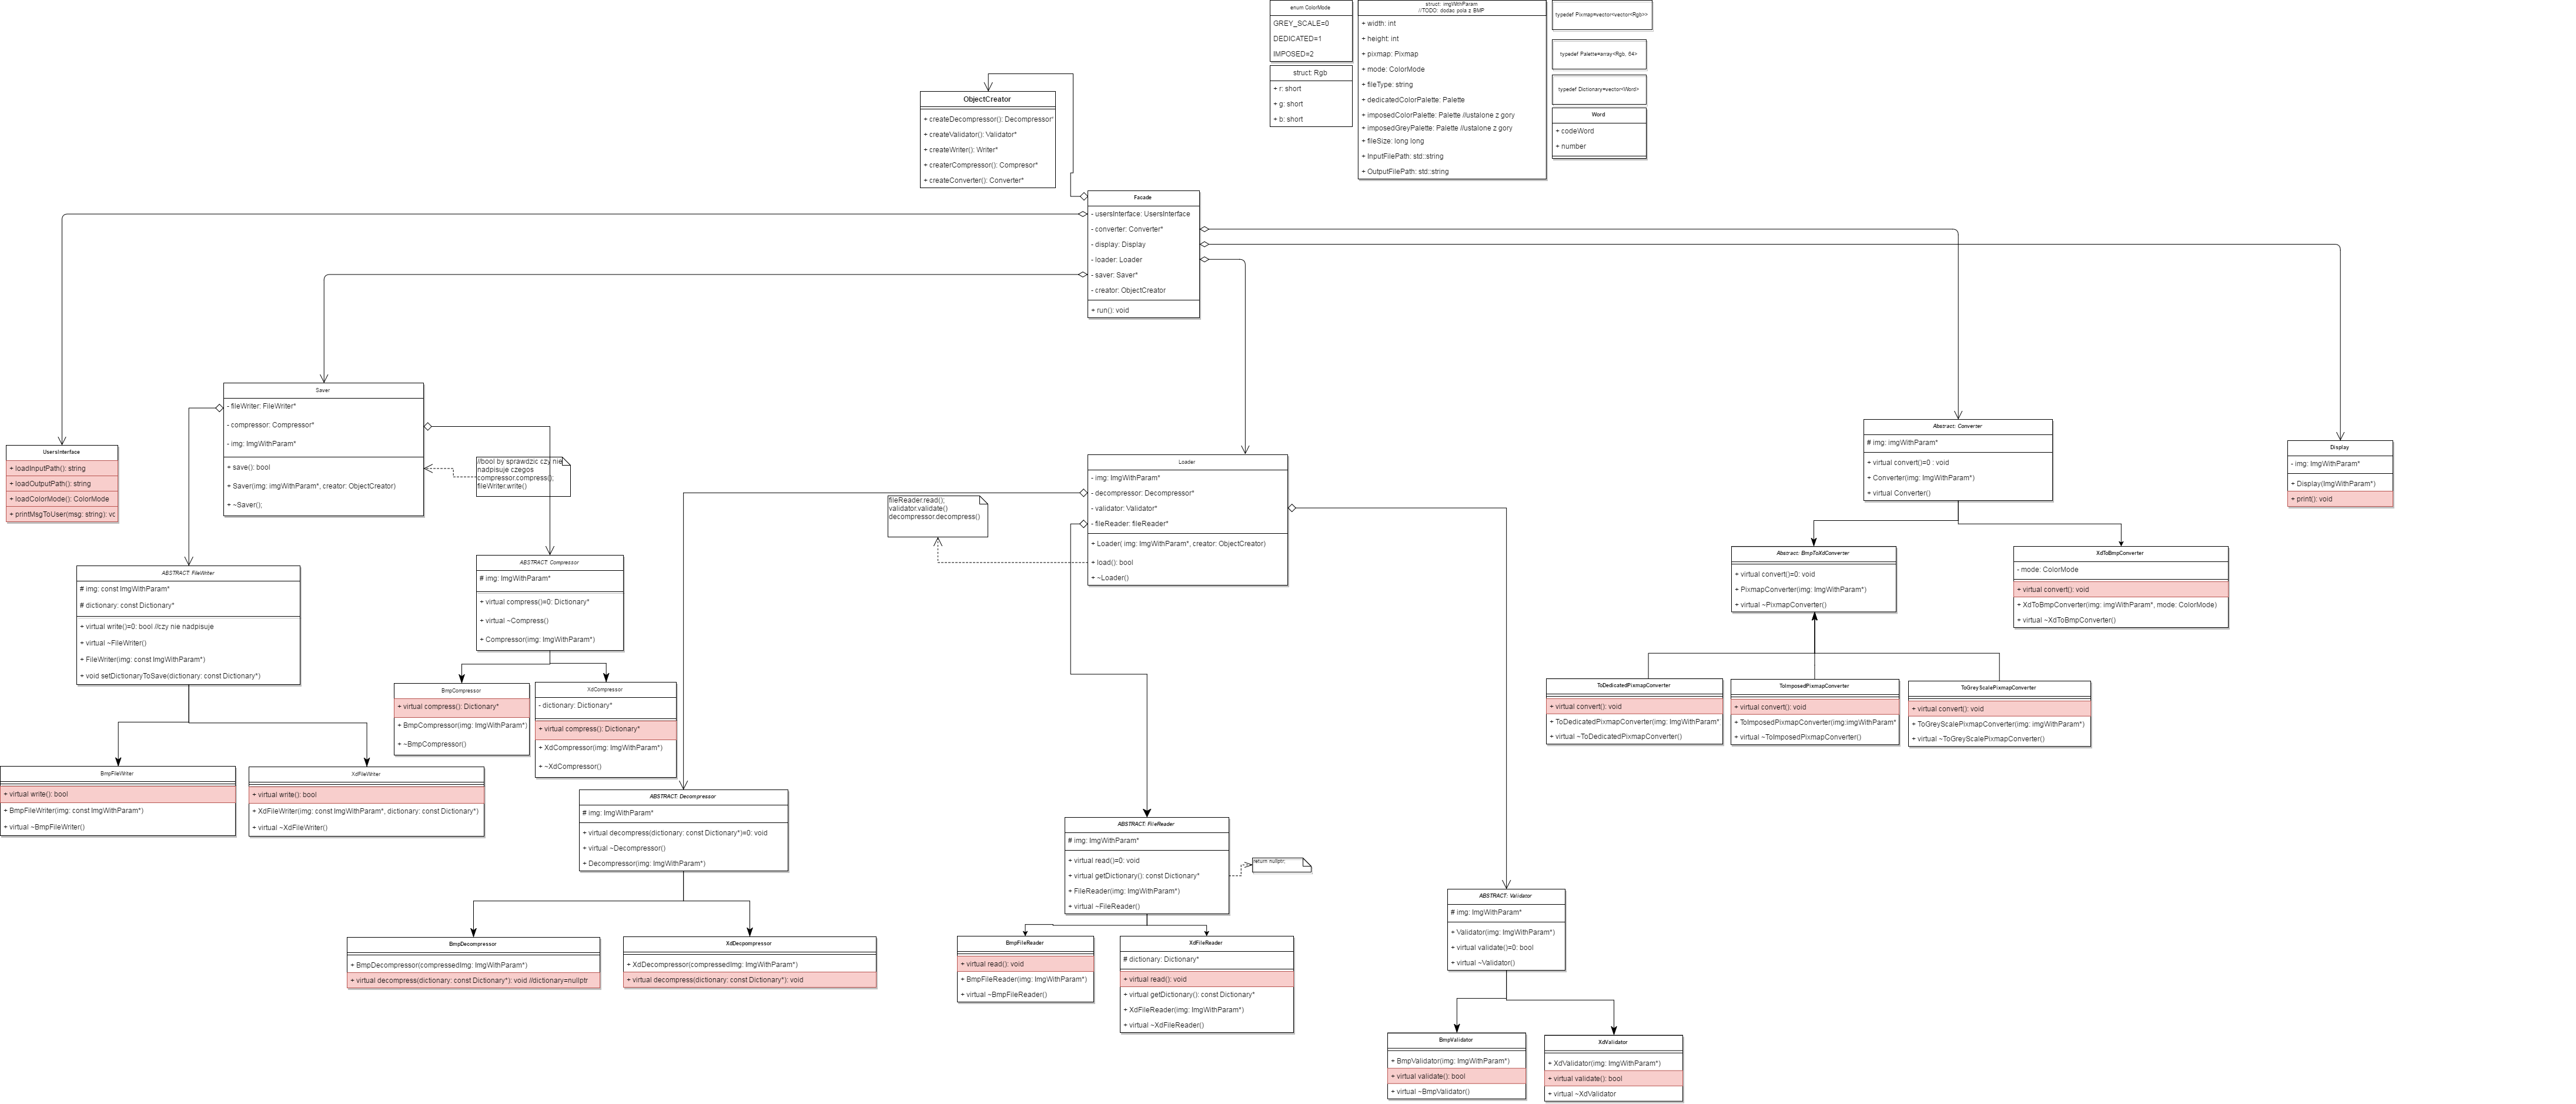 enum ColorMode
GREY_SCALE=0
DEDICATED=1
IMPOSED=2
struct: Rgb
+ r: short
+ g: short
+ b: short
struct: imgWithParam
//TODO: dodac pola z BMP
+ width: int
+ height: int
+ pixmap: Pixmap
+ mode: ColorMode
+ fileType: string
+ dedicatedColorPalette: Palette
+ imposedColorPalette: Palette //ustalone z gory
+ imposedGreyPalette: Palette //ustalone z gory
+ fileSize: long long
+ InputFilePath: std::string
+ OutputFilePath: std::string
typedef Pixmap=vector<vector<Rgb>>
typedef Palette=array<Rgb, 64>
typedef Dictionary=vector<Word>
Word
+ codeWord
+ number
ObjectCreator
+ createDecompressor(): Decompressor*
+ createValidator(): Validator*
+ createWriter(): Writer*
+ createrCompressor(): Compresor*
+ createConverter(): Converter*
Facade
- usersInterface: UsersInterface
- converter: Converter*
- display: Display
- loader: Loader
- saver: Saver*
- creator: ObjectCreator
+ run(): void
UsersInterface
+ loadInputPath(): string
+ loadOutputPath(): string
+ loadColorMode(): ColorMode
+ printMsgToUser(msg: string): vc
Saver
- fileWriter: FileWriter*
- compressor: Compressor*
- img: ImgWithParam*
+ save(): bool
+ Saver(img: imgWithParam*, creator: ObjectCreator)
+ ~Saver();
//bool by sprawdzic czy nie
nadpisuje czegos
compressor.compress();
fileWriter.write()
Loader
- img: ImgWithParam*
- decompressor: Decompressor*
- validator: Validator*
- fileReader: fileReader*
+ Loader( img: ImgWithParam*, creator: ObjectCreator)
+ load(): bool
+ ~Loader()
fileReader.read();
validator.validate()
decompressor.decompress()
Abstract: Converter
# img: imgWithParam*
+ virtual convert()=0 : void
+ Converter(img: ImgWithParam*)
+ virtual Converter()
Display
- img: ImgWithParam*
+ Display(ImgWithParam*)
+ print(): void
ABSTRACT: FileWriter
# img: const ImgWithParam*
# dictionary: const Dictionary*
+ virtual write()=0: bool //czy nie nadpisuje
+ virtual ~FileWriter()
+ FileWriter(img: const ImgWithParam*)
+ void setDictionaryToSave(dictionary: const Dictionary*)
ABSTRACT: Compressor
# img: ImgWithParam*
+ virtual compress()=0: Dictionary*
+ virtual ~Compress()
+ Compressor(img: ImgWithParam*)
Abstract: BmpToXdConverter
+ virtual convert()=0: void
+ PixmapConverter(img: ImgWithParam*)
+ virtual ~PixmapConverter()
XdToBmpConverter
- mode: ColorMode
+ virtual convert(): void
+ XdToBmpConverter(img: imgWithParam*, mode: ColorMode)
+ virtual ~XdToBmpConverter()
BmpCompressor
+ virtual compress(): Dictionary*
+ BmpCompressor(img: ImgWithParam*)
+ ~BmpCompressor()
XdCompressor
- dictionary: Dictionary*
+ virtual compress(): Dictionary*
+ XdCompressor(img: ImgWithParam*)
+ ~XdCompressor()
ToDedicatedPixmapConverter
+ virtual convert(): void
+ ToDedicatedPixmapConverter(img: ImgWithParam*
+ virtual ~ToDedicatedPixmapConverter()
ToImposedPixmapConverter
+ virtual convert(): void
+ ToImposedPixmapConverter(img:imgWithParam*
+ virtual ~ToImposedPixmapConverter()
ToGreyScalePixmapConverter
+ virtual convert(): void
+ ToGreyScalePixmapConverter(img: imgWithParam*)
+ virtual ~ToGreyScalePixmapConverter()
BmpFileWriter
+ virtual write(): bool
+ BmpFileWriter(img: const ImgWithParam*)
+ virtual ~BmpFileWriter()
XdFileWriter
+ virtual write(): bool
+ XdFileWriter(img: const ImgWithParam*, dictionary: const Dictionary*)
+ virtual ~XdFileWriter()
ABSTRACT: Decompressor
# img: ImgWithParam*
+ virtual decompress(dictionary: const Dictionary*)=0: void
+ virtual ~Decompressor()
+ Decompressor(img: ImgWithParam*)
ABSTRACT: FileReader
# img: ImgWithParam*
+ virtual read()=0: void
+ virtual getDictionary(): const Dictionary*
+ FileReader(img: ImgWithParam*)
+ virtual ~FileReader()
return nullptr;
ABSTRACT: Validator
# img: ImgWithParam*
+ Validator(img: ImgWithParam*)
+ virtual validate()=0: bool
+ virtual ~Validator()
BmpDecompressor
+ BmpDecompressor(compressedImg: ImgWithParam*)
+ virtual decompress(dictionary: const Dictionary*): void //dictionary=nullptr
XdDecpompressor
+ XdDecompressor(compressedImg: ImgWithParam*)
+ virtual decompress(dictionary: const Dictionary*): void
BmpFileReader
+ virtual read(): void
+ BmpFileReader(img: ImgWithParam*)
+ virtual ~BmpFileReader()
XdFileReader
# dictionary: Dictionary*
+ virtual read(): void
+ virtual getDictionary(): const Dictionary*
+ XdFileReader(img: ImgWithParam*)
+ virtual ~XdFileReader()
BmpValidator
+ BmpValidator(img: ImgWithParam*)
+ virtual validate(): bool
+ virtual ~BmpValidator()
XdValidator
+ XdValidator(img: ImgWithParam*)
+ virtual validate(): bool
+ virtual ~XdValidator